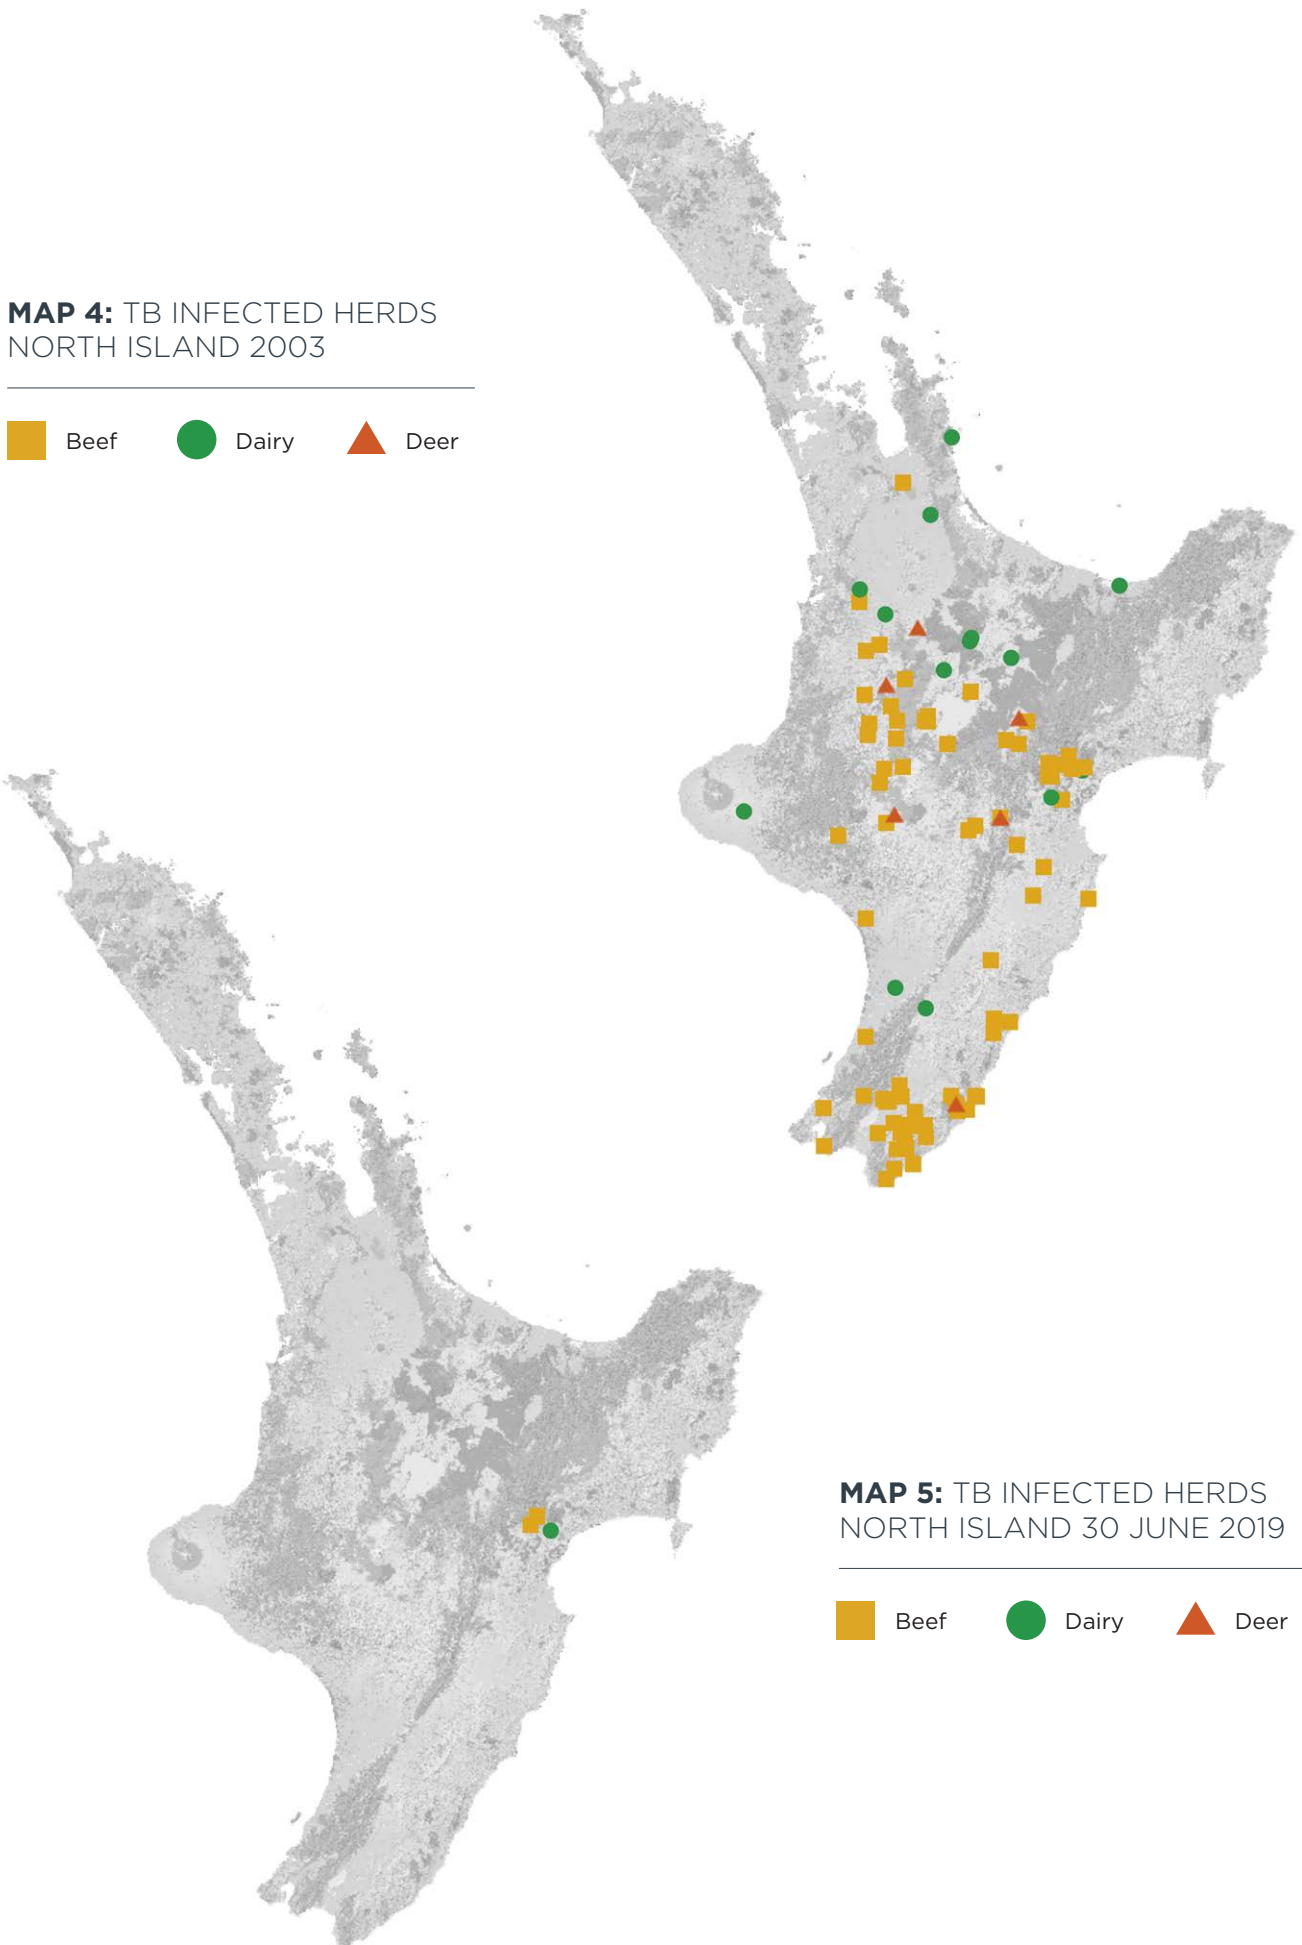 MAP 4: TB INFECTED HERDS
NORTH ISLAND 2003
Beef Dairy Deer
MAP 5: TB INFECTED HERDS
NORTH ISLAND 30 JUNE 2019
Beef Dairy Deer